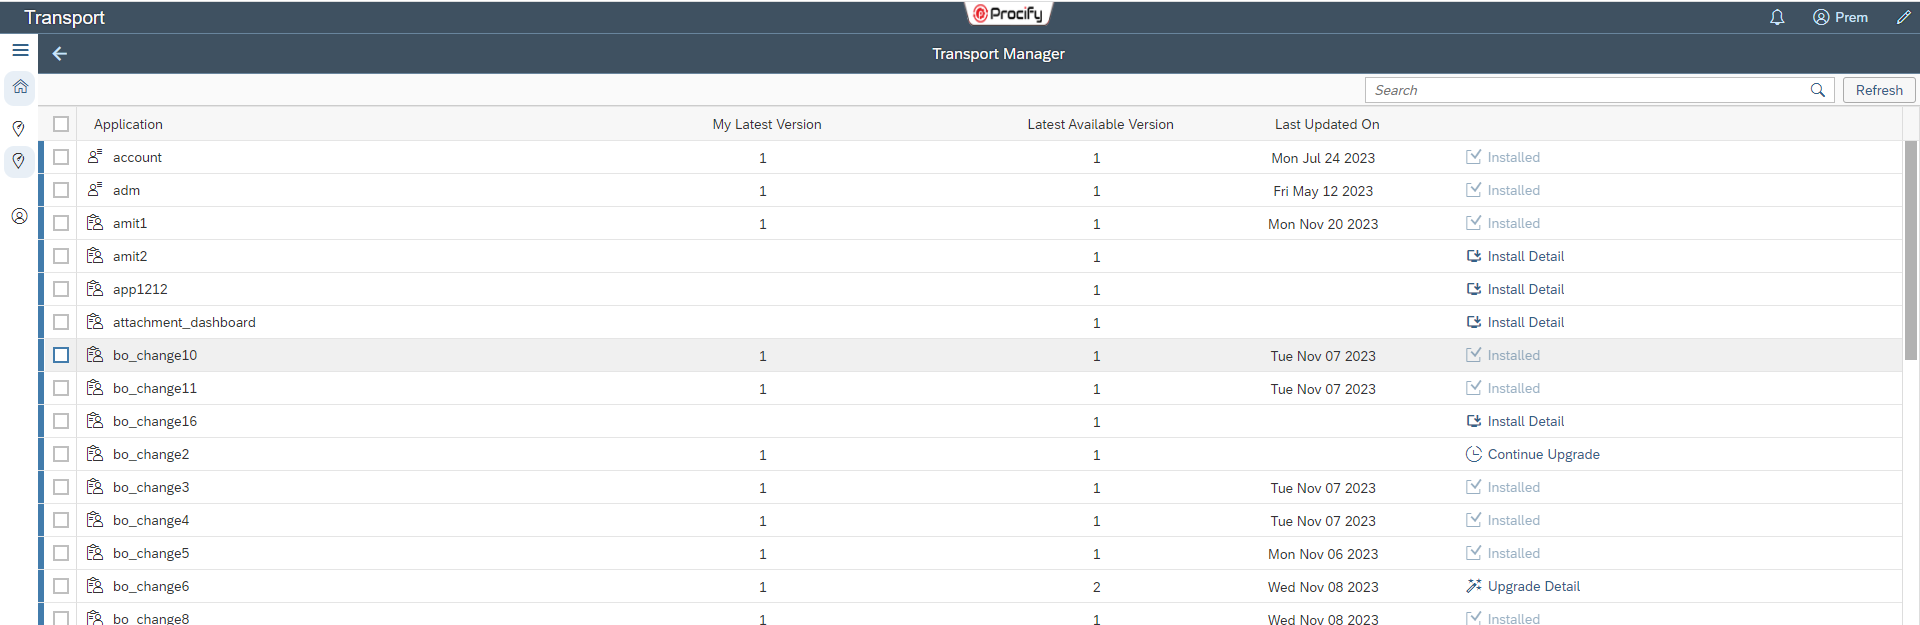 Transport
Procify
Prem
Transport Manager
Search
Refresh
Application My Latest Version Latest Available Version Last Updated On
account 1 1 Mon Jul 24 2023 Installed
adm 1 1 Fri May 12 2023 Installed
amit1 1 1 Mon Nov 20 2023 Installed
amit2 1 Install Detail
app1212 1 Install Detail
attachment_dashboard 1 Install Detail
bo_change10 1 1 Tue Nov 07 2023 Installed
bo_change11 1 1 Tue Nov 07 2023 Installed
bo_change16 1 Install Detail
bo_change2 1 1 Continue Upgrade
bo_change3 1 1 Tue Nov 07 2023 Installed
bo_change4 1 1 Tue Nov 07 2023 Installed
bo_change5 1 1 Mon Nov 06 2023 Installed
bo_change6 1 2 Wed Nov 08 2023 Upgrade Detail
bo_change8 1 1 Wed Nov 08 2023 Installed